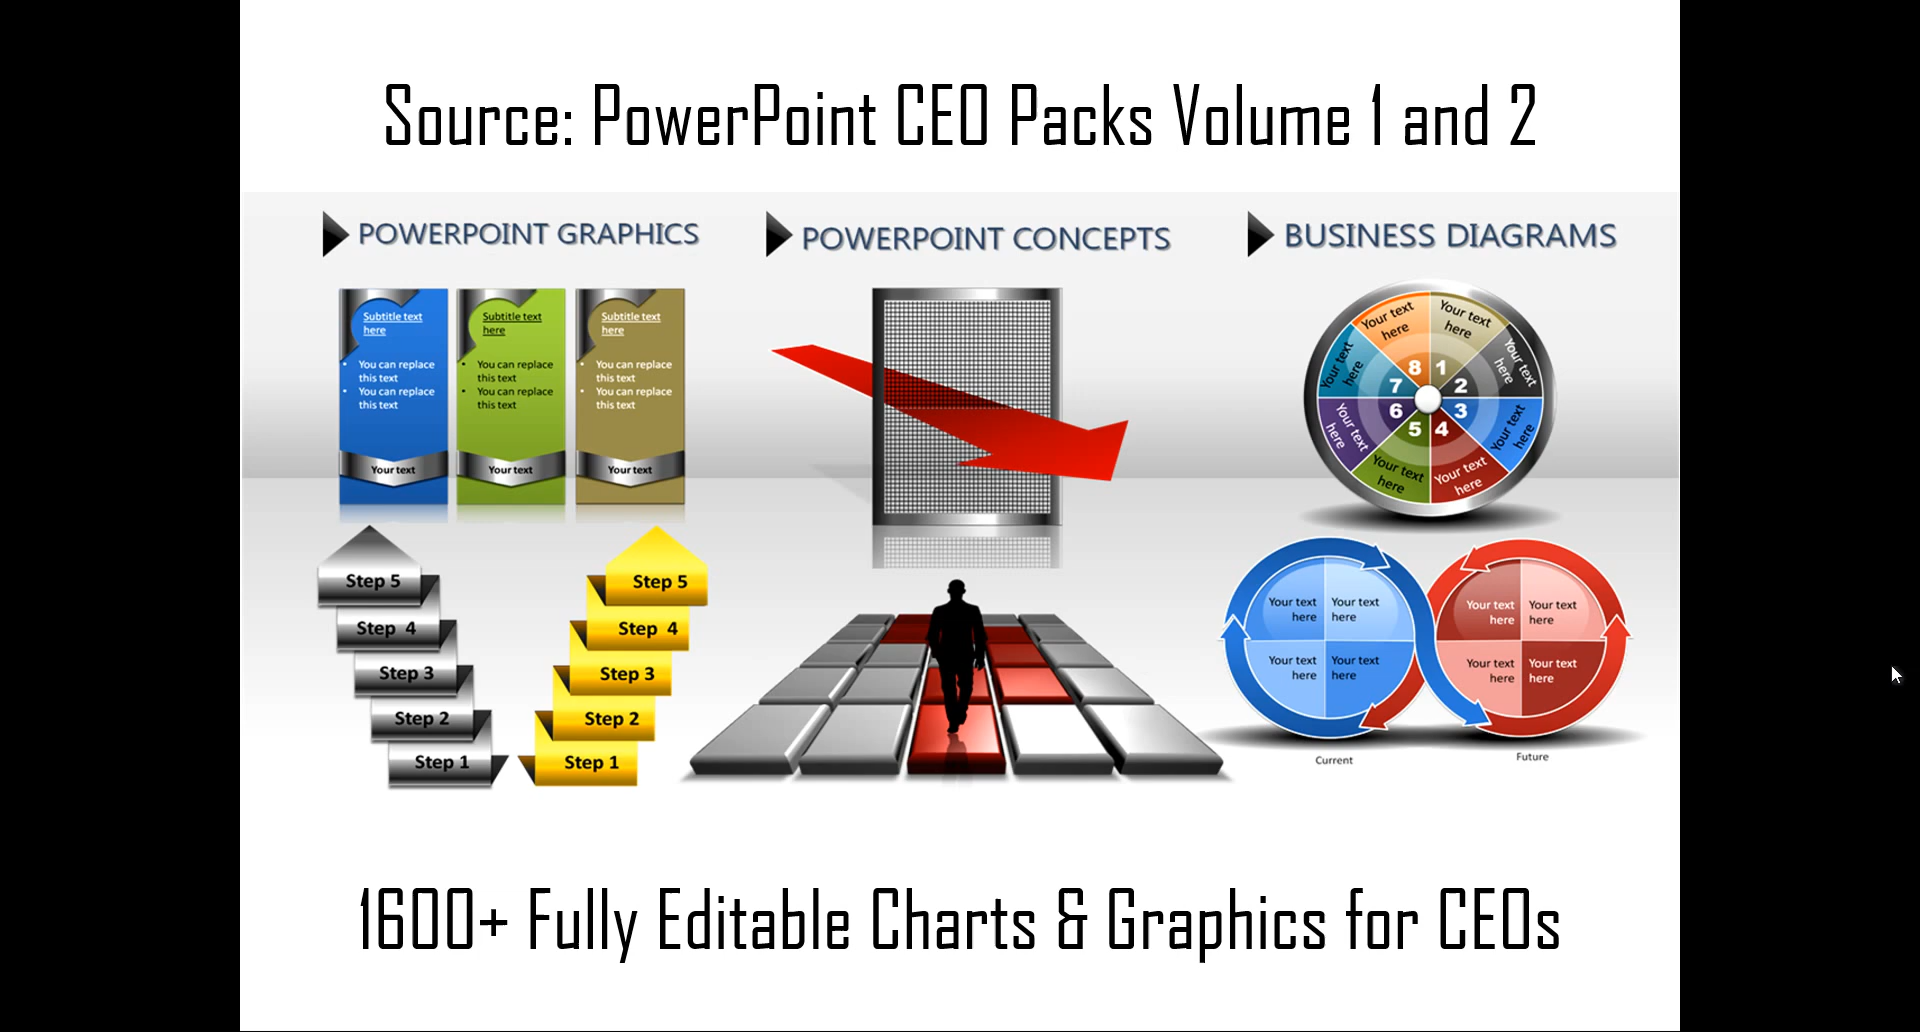 Source: PowerPoint CEO Packs Volume 1 and 2
POWERPOINT GRAPHICS
Subtitle text
here
• You can replace
this text
• You can replace
this text
Your text
Subtitle text
here
• You can replace
this text
• You can replace
this text
Your text
Subtitle text
here
• You can replace
this text
• You can replace
this text
Your text
Step 5
Step 4
Step 3
Step 2
Step 1
Step 5
Step 4
Step 3
Step 2
Step 1
POWERPOINT CONCEPTS
BUSINESS DIAGRAMS
Your text
here
1
Your text
here
2
Your text
here
3
Your text
here
4
Your text
here
5
Your text
here
6
Your text
here
7
Your text
here
8
Your text
here
Your text
here
Your text
here
Your text
here
Current
Your text
here
Your text
here
Your text
here
Your text
here
Future
1600+ Fully Editable Charts & Graphics for CEOs